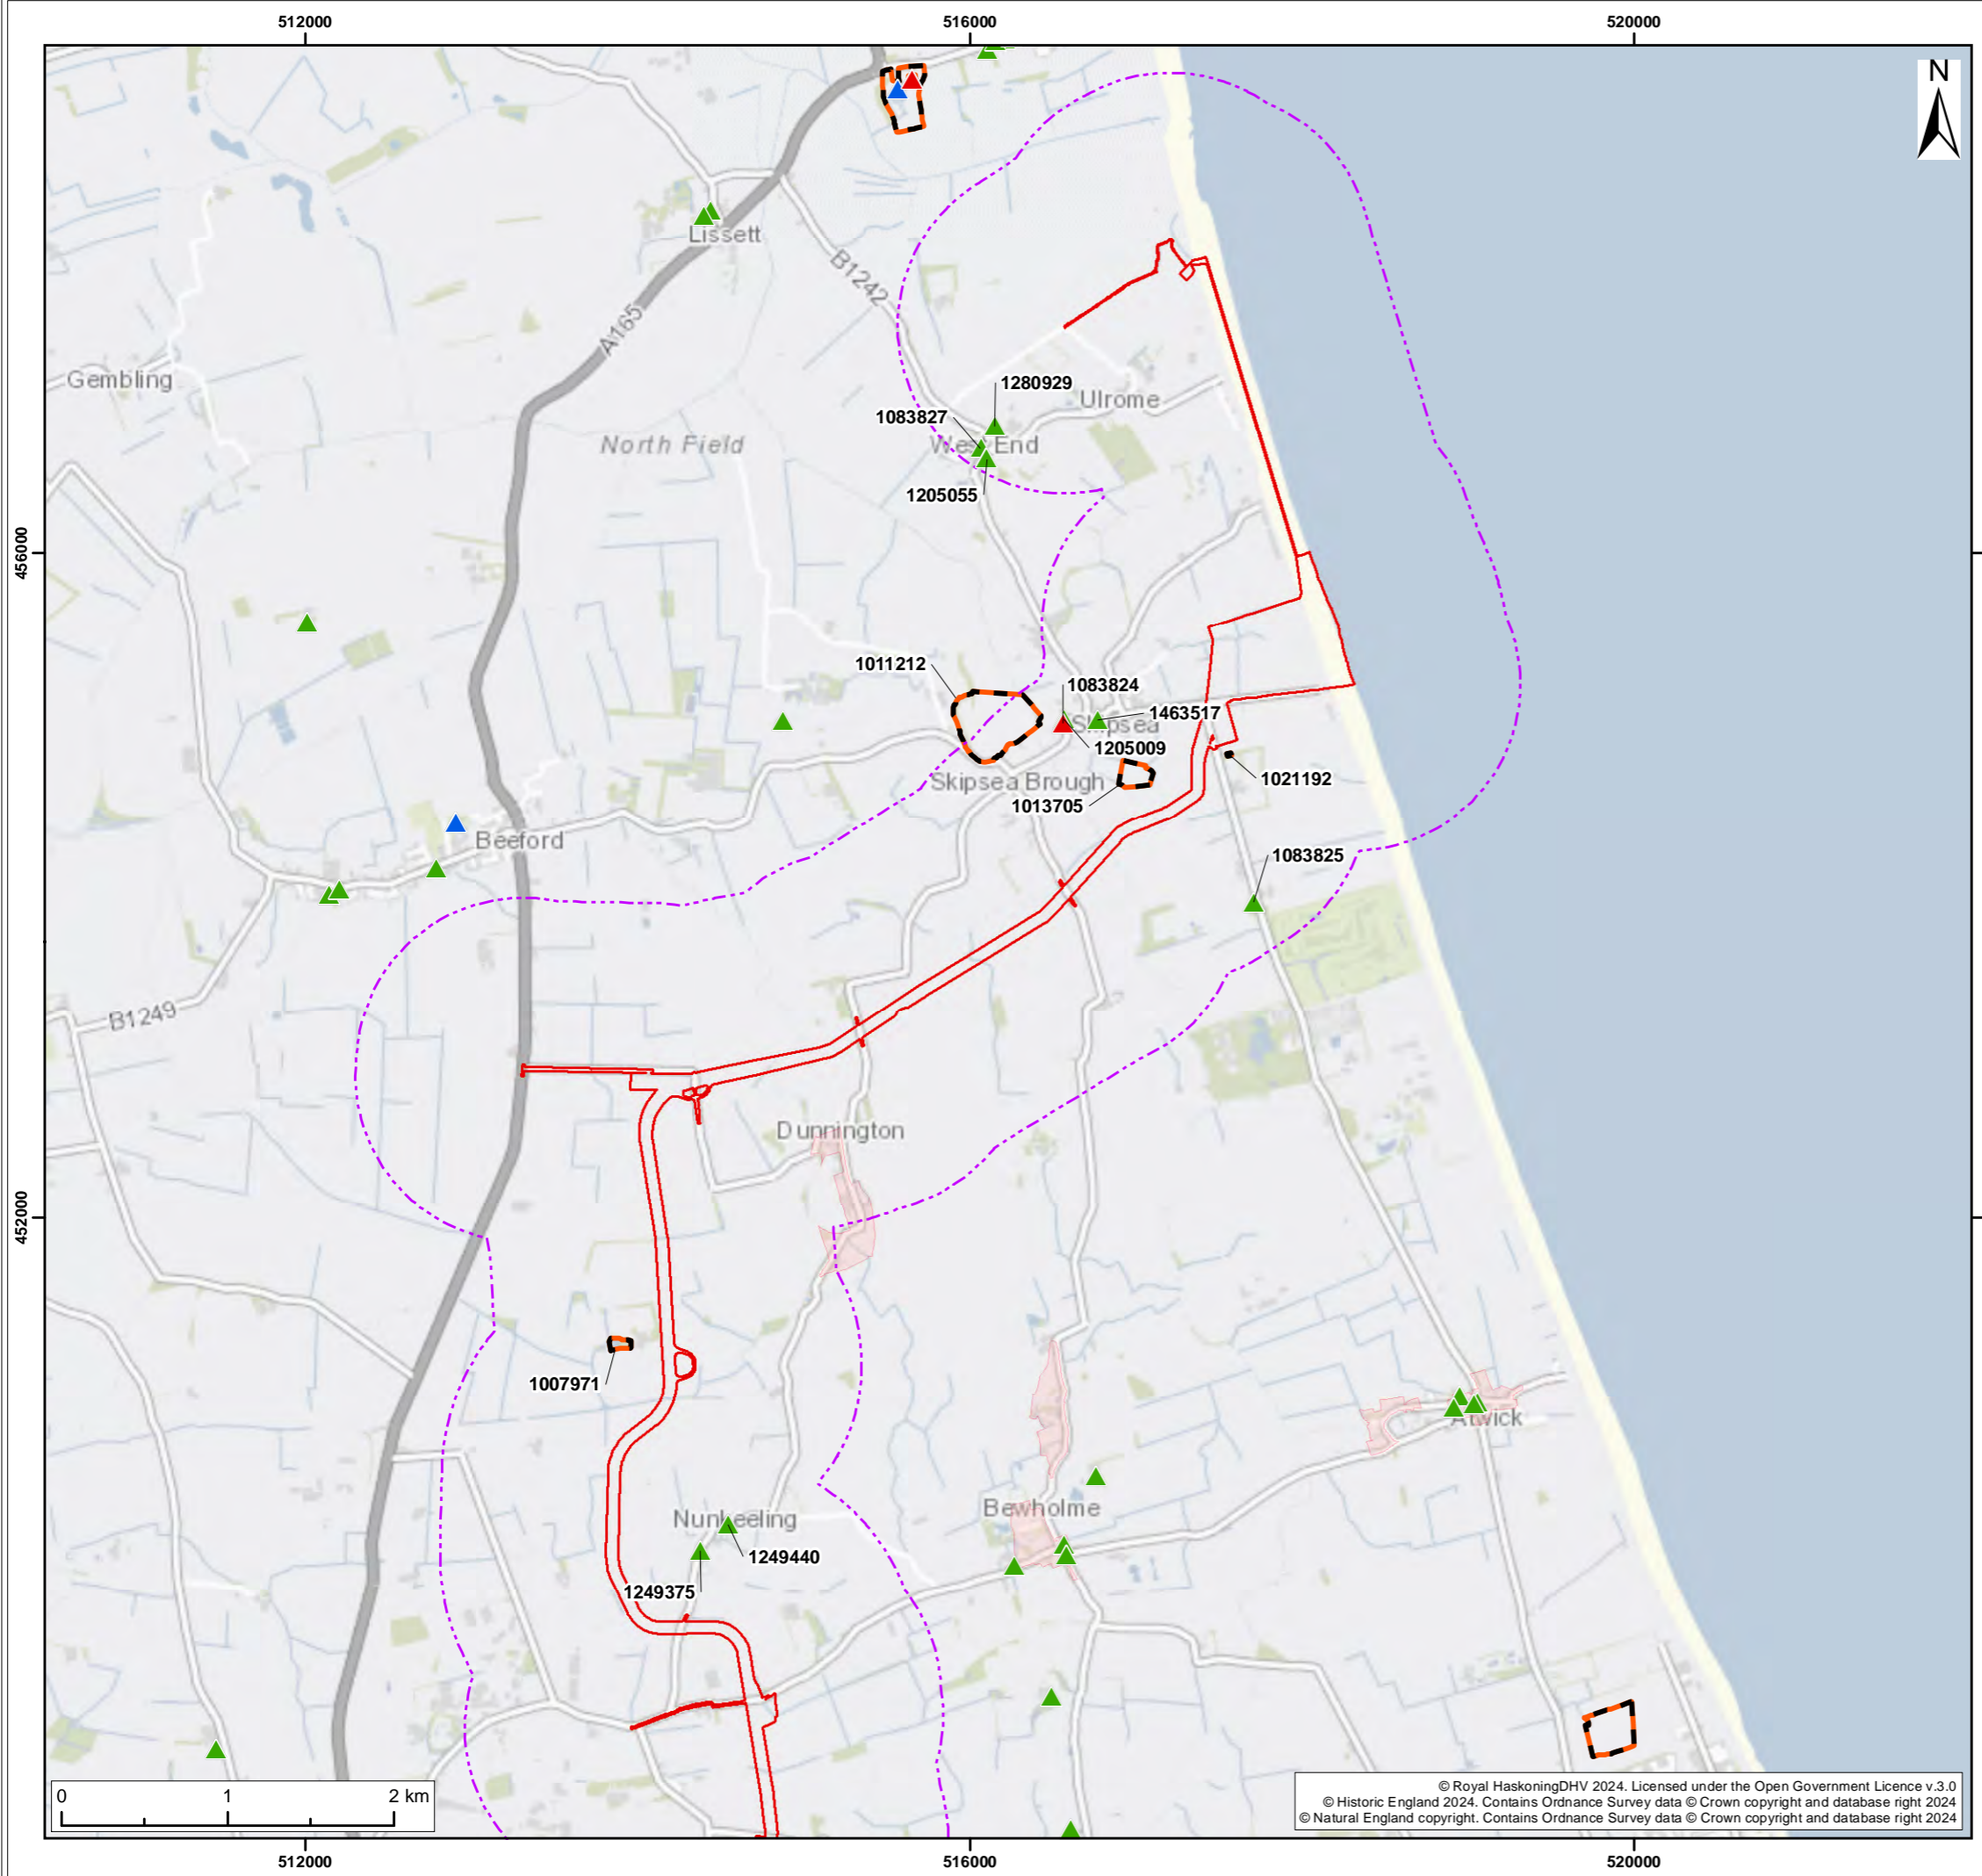 512000
516000
520000
N
Lissett
B1242
A165
Gembling
1280929
Ulrome
1083827
North Field
West End
1205055
456000
1011212
1083824
1463517
Skipsea
1205009
1021192
Skipsea Brough
1013705
Beeford
1083825
B1249
Dunnington
452000
1007971
Atwick
Bewholme
Nunkeeling
1249440
1249375
0 1 2 km
© Royal HaskoningDHV 2024. Licensed under the Open Government Licence v.3.0
© Historic England 2024. Contains Ordnance Survey data © Crown copyright and database right 2024
© Natural England copyright. Contains Ordnance Survey data © Crown copyright and database right 2024
512000
516000
520000